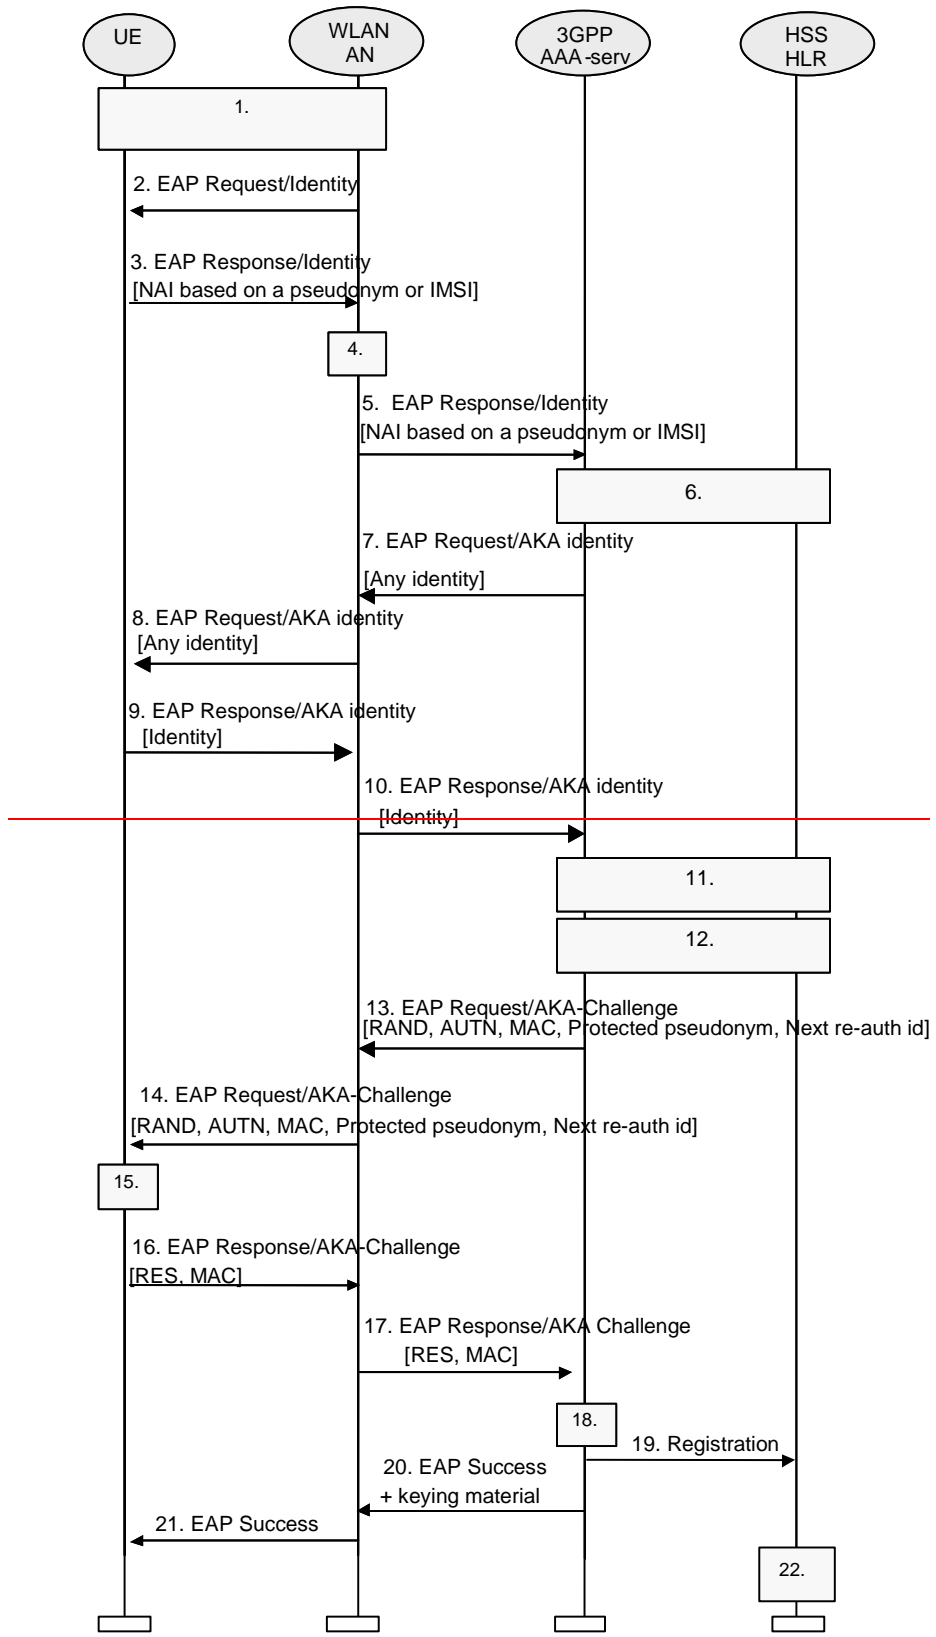 UE
WLAN
AN
3GPP
AAA-serv
HSS
HLR
1.
2. EAP Request/Identity
3. EAP Response/Identity
[NAI based on a pseudonym or IMSI]
4.
5. EAP Response/Identity
[NAI based on a pseudonym or IMSI]
6.
7. EAP Request/AKA identity
[Any identity]
8. EAP Request/AKA identity
[Any identity]
9. EAP Response/AKA identity
[Identity]
10. EAP Response/AKA identity
[Identity]
11.
12.
13. EAP Request/AKA-Challenge
[RAND, AUTN, MAC, Protected pseudonym, Next re-auth id]
14. EAP Request/AKA-Challenge
[RAND, AUTN, MAC, Protected pseudonym, Next re-auth id]
15.
16. EAP Response/AKA-Challenge
[RES, MAC]
17. EAP Response/AKA Challenge
[RES, MAC]
18.
19. Registration
20. EAP Success
+ keying material
21. EAP Success
22.